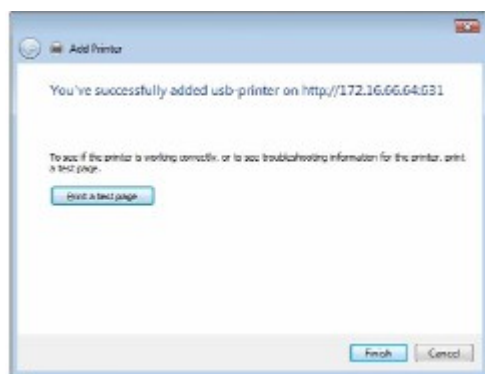 Add Printer
You've successfully added usb-printer on http://172.16.66.64:631
To see if the printer is working correctly, or to see troubleshooting information for the printer, print
a test page.
Print a test page
Finish
Cancel